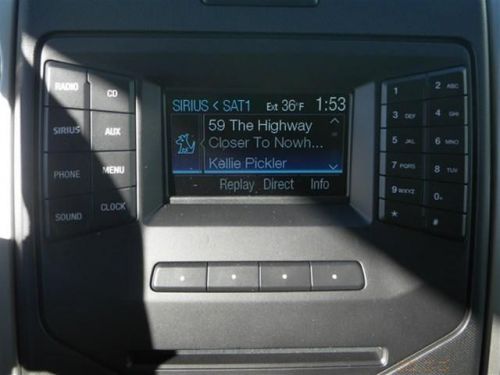 RADIO CD
SIRIUS AUX
PHONE MENU
SOUND CLOCK
SIRIUS < SAT1 Ext 36°F 1:53
59 The Highway
Closer To Nowh...
Kellie Pickler
- Replay Direct Info
1 2 ABC
3 DEF 4 GHI
5 JKL 6 MNO
7 PQRS 8 TUV
9 WXYZ 0
* #